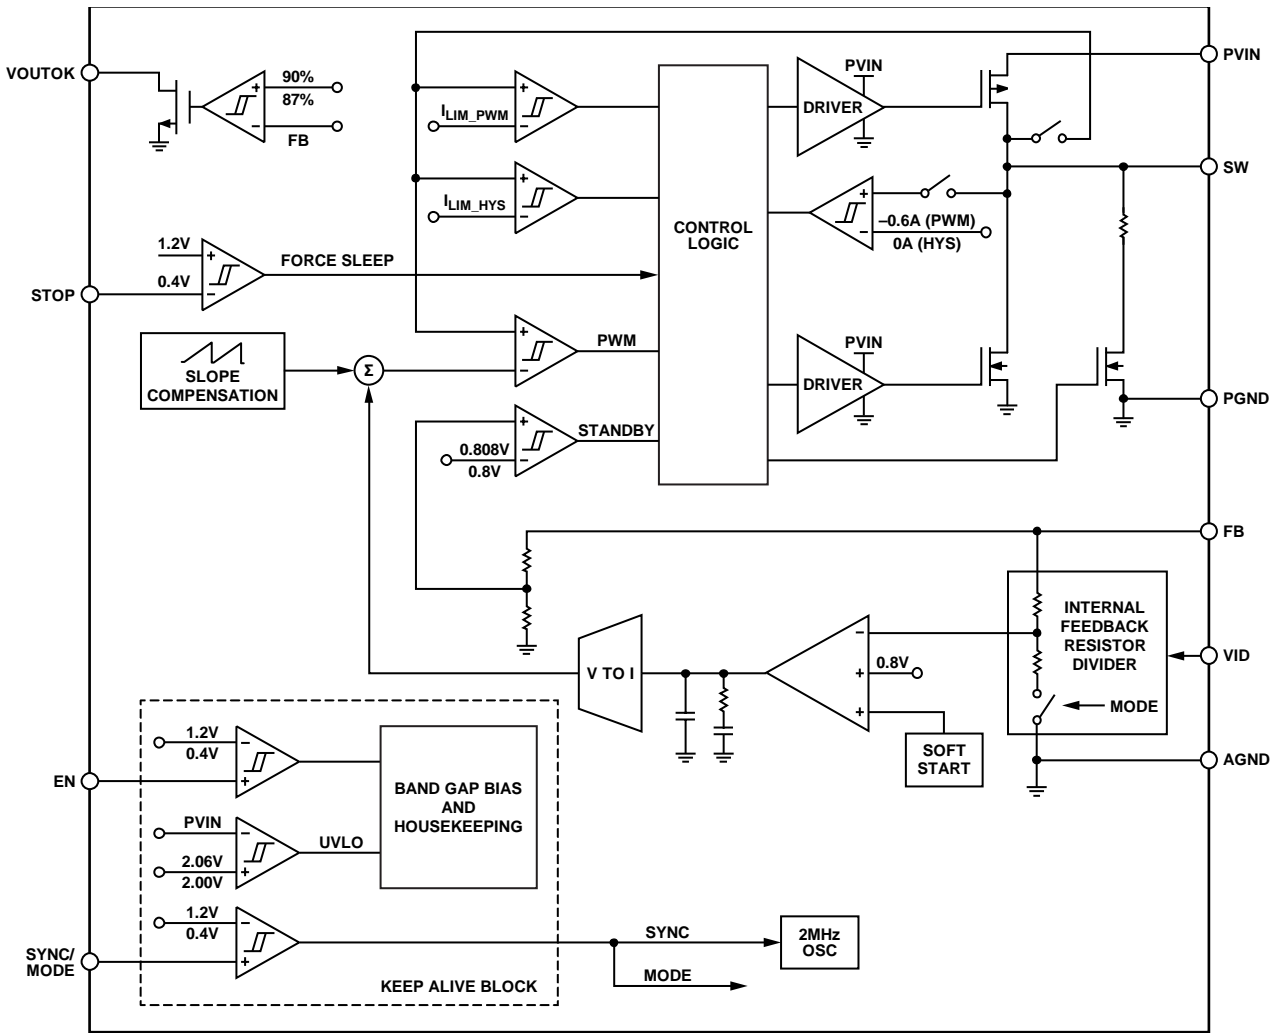 PVIN
VOUTOK
90%
87%
FB
ILIM_PWM
PVIN
DRIVER
SW
ILIM_HYS
CONTROL
LOGIC
–0.6A (PWM)
0A (HYS)
1.2V
0.4V
FORCE SLEEP
STOP
SLOPE
COMPENSATION
Σ
PWM
PVIN
DRIVER
PGND
STANDBY
0.808V
0.8V
FB
INTERNAL
FEEDBACK
RESISTOR
DIVIDER
VID
V TO I
0.8V
MODE
SOFT
START
AGND
1.2V
0.4V
EN
BAND GAP BIAS
AND
HOUSEKEEPING
PVIN
UVLO
2.06V
2.00V
1.2V
0.4V
SYNC/
MODE
SYNC
2MHz
OSC
MODE
KEEP ALIVE BLOCK